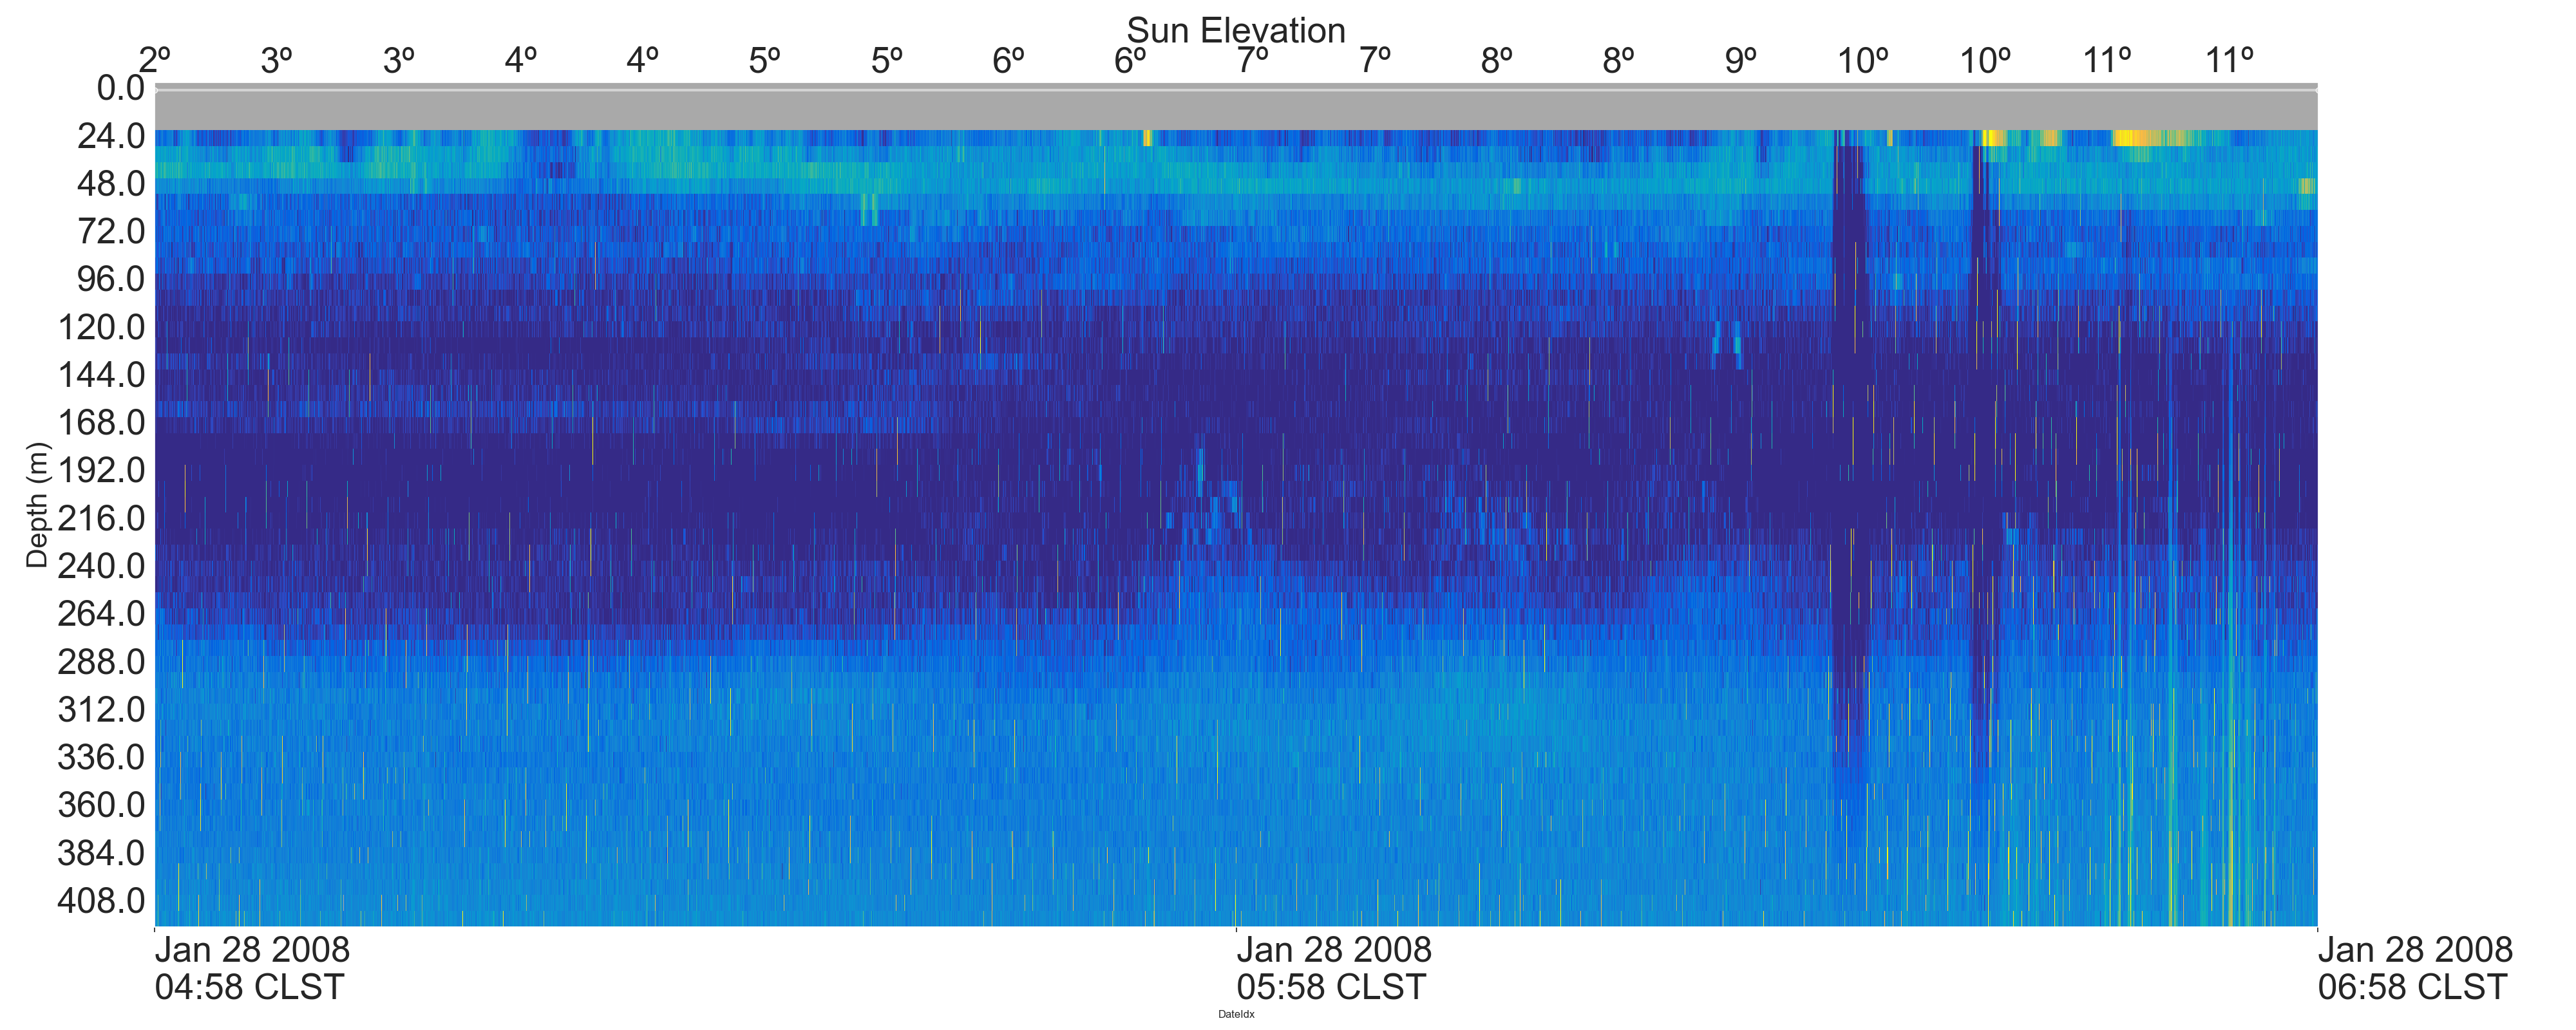 Sun Elevation
2º 3º 3º 4º 4º 5º 5º 6º 6º 7º 7º 8º 8º 9º 10º 10º 11º 11º
0.0
24.0
48.0
72.0
96.0
120.0
144.0
168.0
192.0
216.0
240.0
264.0
288.0
312.0
336.0
360.0
384.0
408.0
Depth (m)
Jan 28 2008
04:58 CLST
Jan 28 2008
05:58 CLST
Jan 28 2008
06:58 CLST
DateIdx